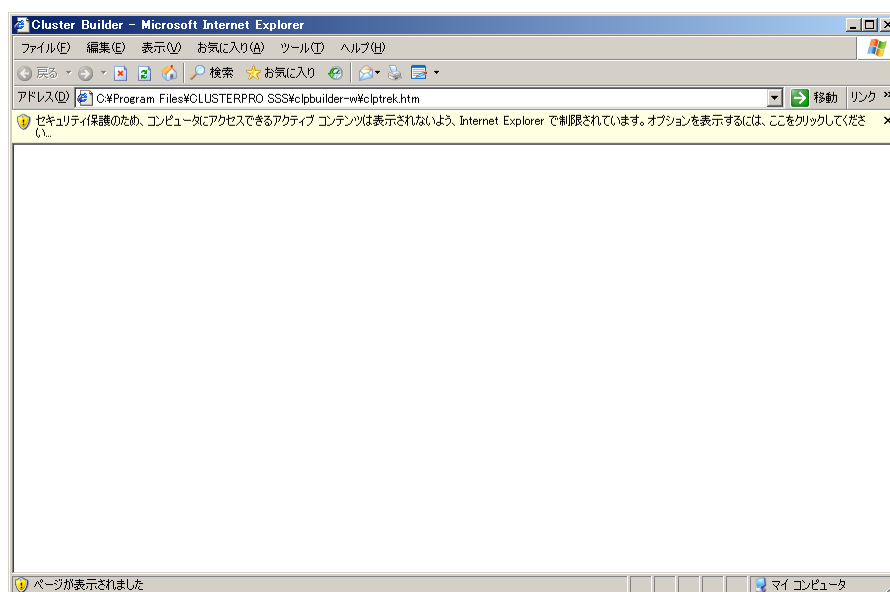 Cluster Builder - Microsoft Internet Explorer
ファイル(F) 編集(E) 表示(V) お気に入り(A) ツール(T) ヘルプ(H)
戻る 検索 お気に入り
アドレス(D) C:¥Program Files¥CLUSTERPRO SSS¥clpbuilder-w¥clptrek.htm 移動 リンク »
セキュリティ保護のため、コンピュータにアクセスできるアクティブ コンテンツは表示されないよう、Internet Explorer で制限されています。オプションを表示するには、ここをクリックしてくださ
い...
ページが表示されました マイ コンピュータ